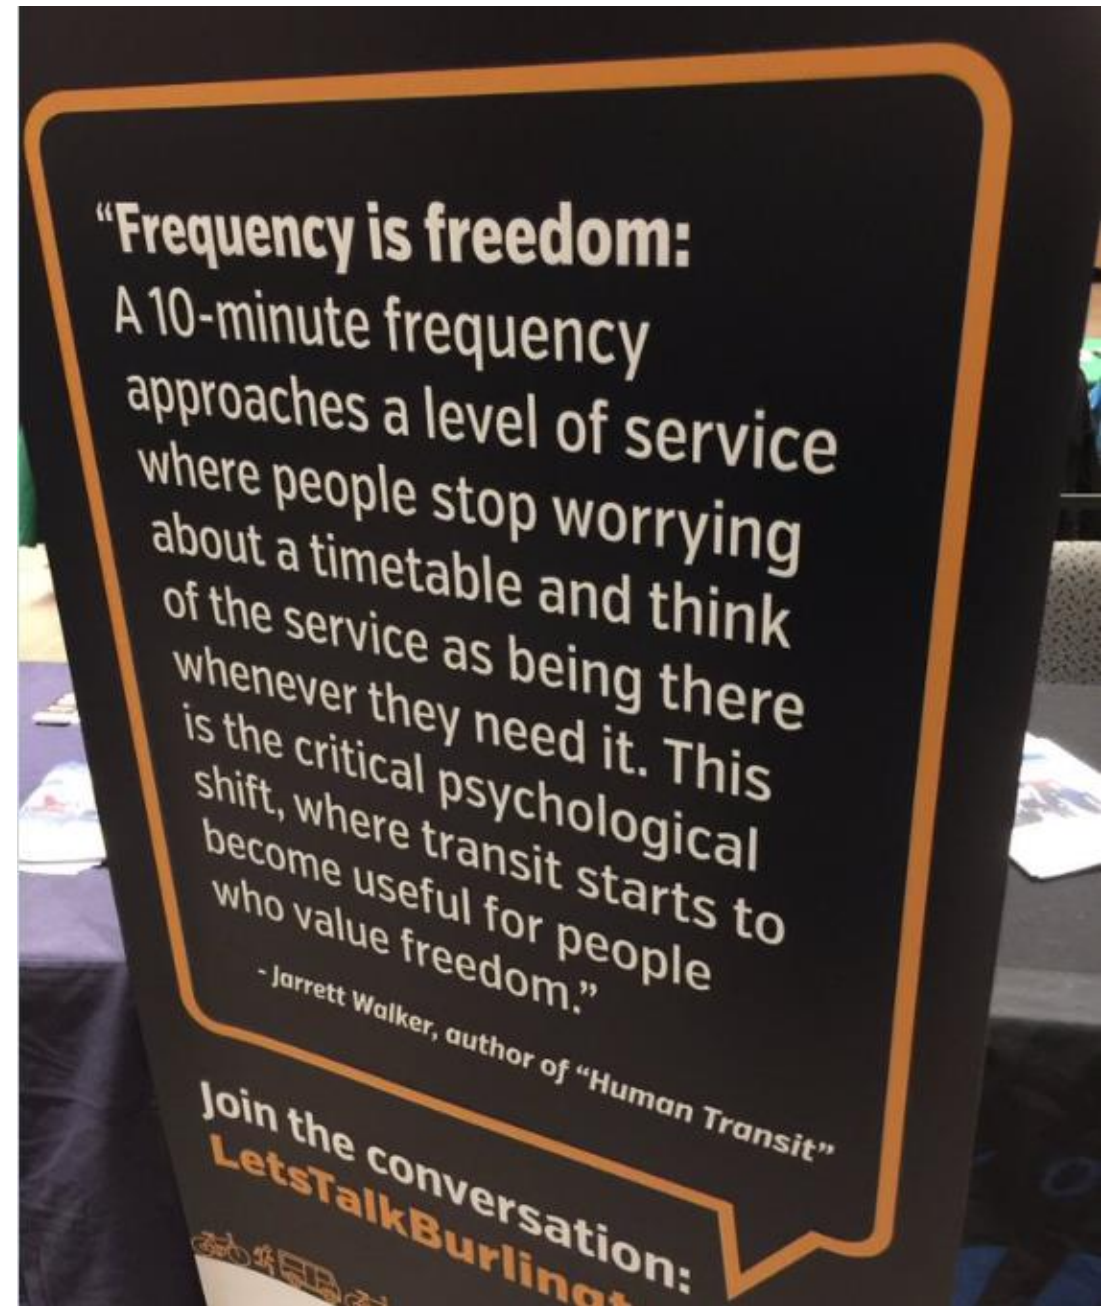 “Frequency is freedom:
A 10-minute frequency
approaches a level of service
where people stop worrying
about a timetable and think
of the service as being there
whenever they need it. This
is the critical psychological
shift, where transit starts to
become useful for people
who value freedom.”
- Jarrett Walker, author of “Human Transit”
Join the conversation:
LetsTalkBurlingt